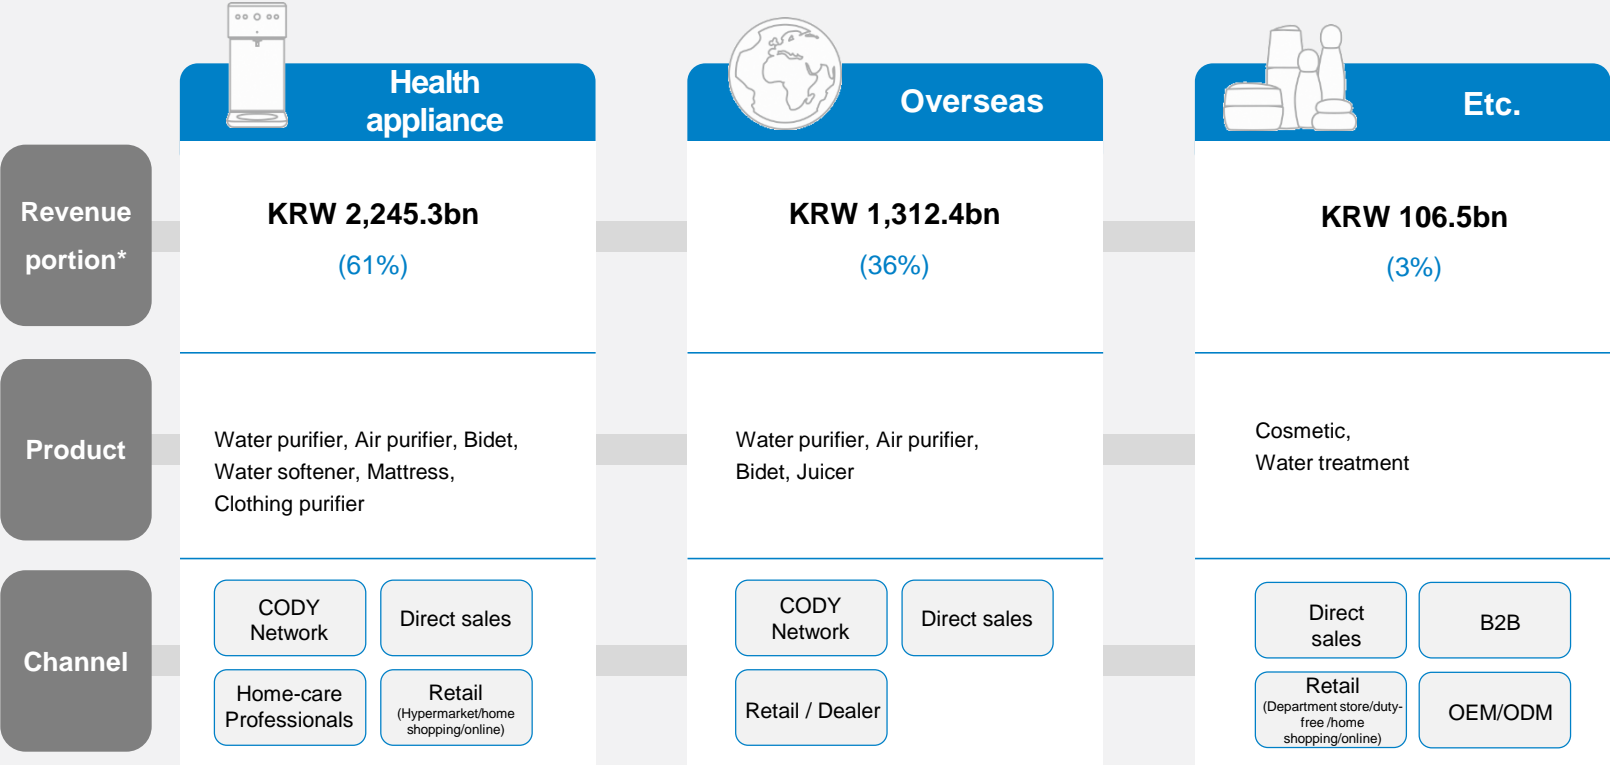 Health
appliance
Overseas
Etc.
Revenue
portion*
KRW 2,245.3bn
(61%)
KRW 1,312.4bn
(36%)
KRW 106.5bn
(3%)
Product
Water purifier, Air purifier, Bidet,
Water softener, Mattress,
Clothing purifier
Water purifier, Air purifier,
Bidet, Juicer
Cosmetic,
Water treatment
Channel
CODY
Network
Direct sales
Home-care
Professionals
Retail
(Hypermarket/home
shopping/online)
CODY
Network
Direct sales
Retail / Dealer
Direct
sales
B2B
Retail
(Department store/duty-
free /home
shopping/online)
OEM/ODM